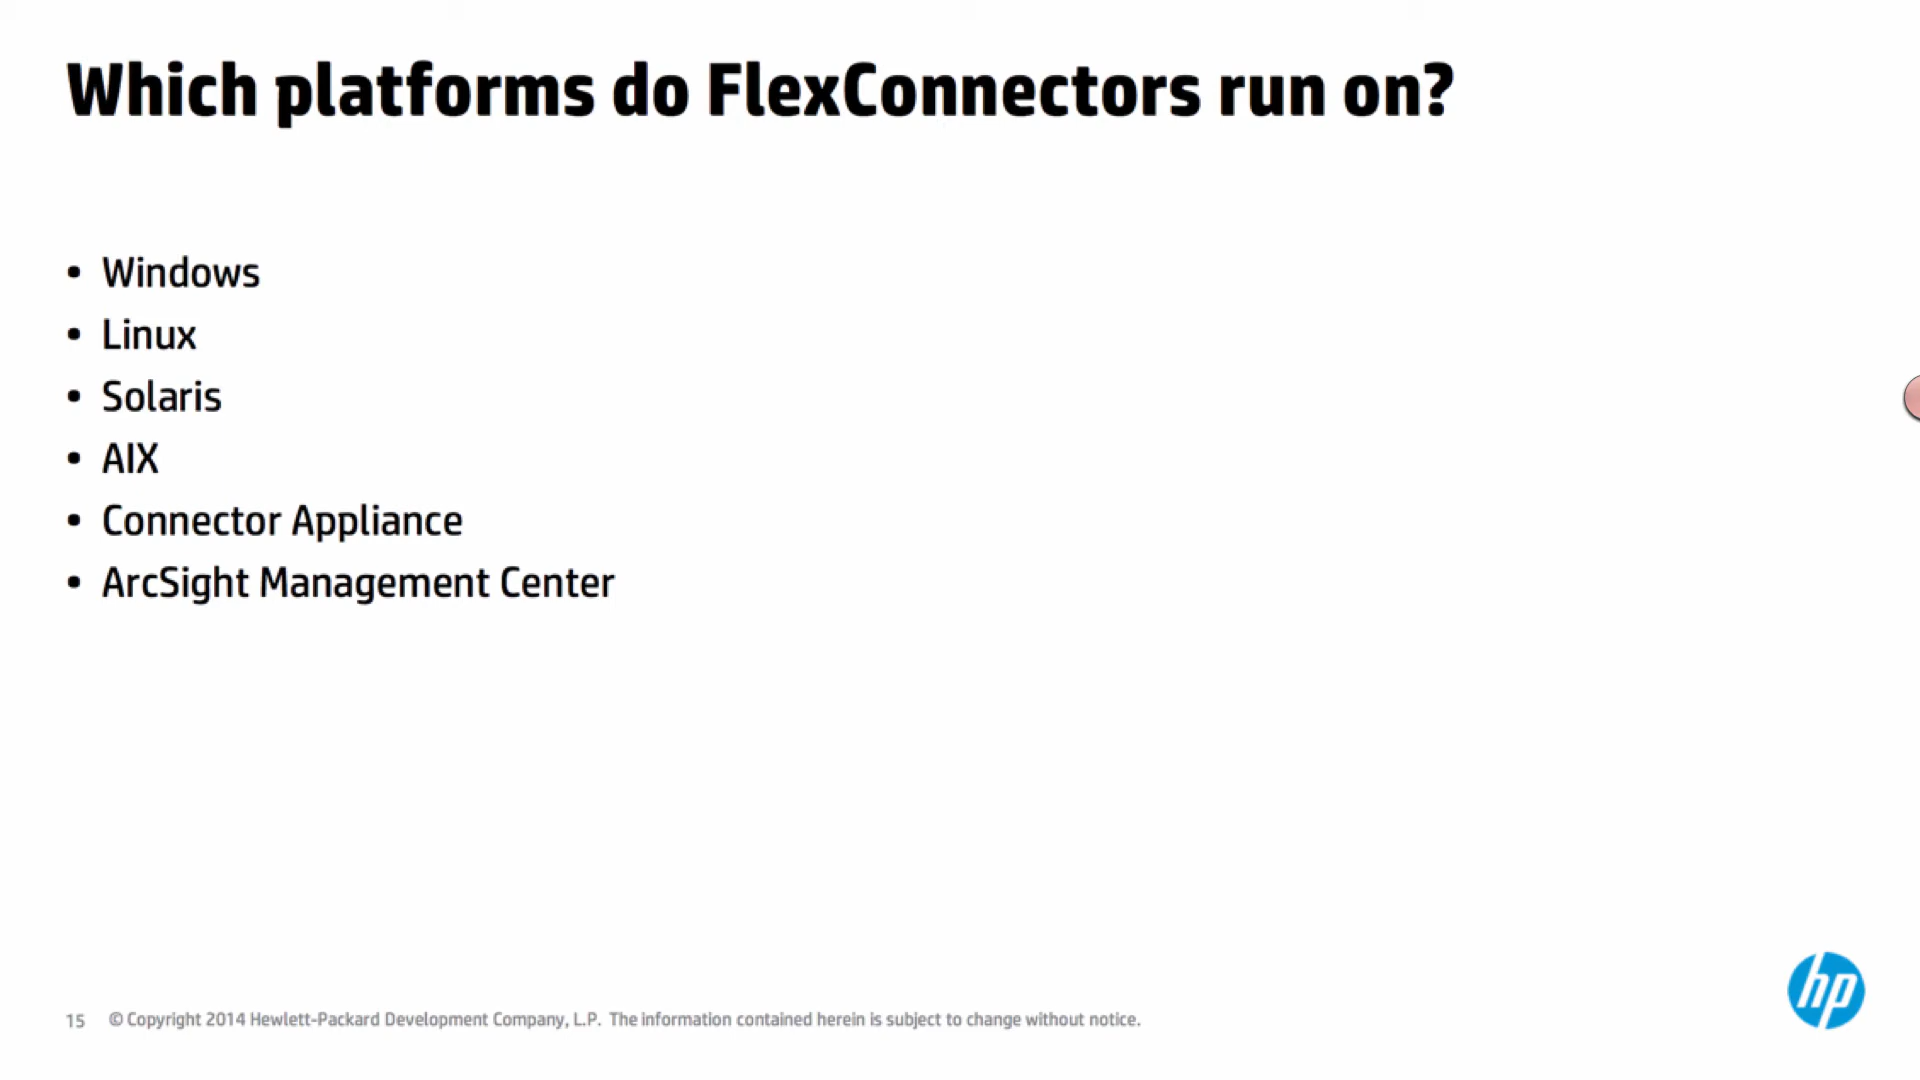 Which platforms do FlexConnectors run on?
• Windows
• Linux
• Solaris
• AIX
• Connector Appliance
• ArcSight Management Center
15 © Copyright 2014 Hewlett-Packard Development Company, L.P. The information contained herein is subject to change without notice.
hp